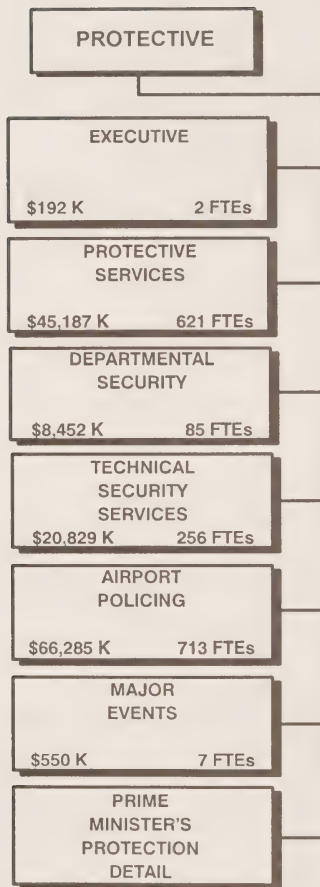 PROTECTIVE
EXECUTIVE
$192 K 2 FTEs
PROTECTIVE
SERVICES
$45,187 K 621 FTEs
DEPARTMENTAL
SECURITY
$8,452 K 85 FTEs
TECHNICAL
SECURITY
SERVICES
$20,829 K 256 FTEs
AIRPORT
POLICING
$66,285 K 713 FTEs
MAJOR
EVENTS
$550 K 7 FTEs
PRIME
MINISTER'S
PROTECTION
DETAIL